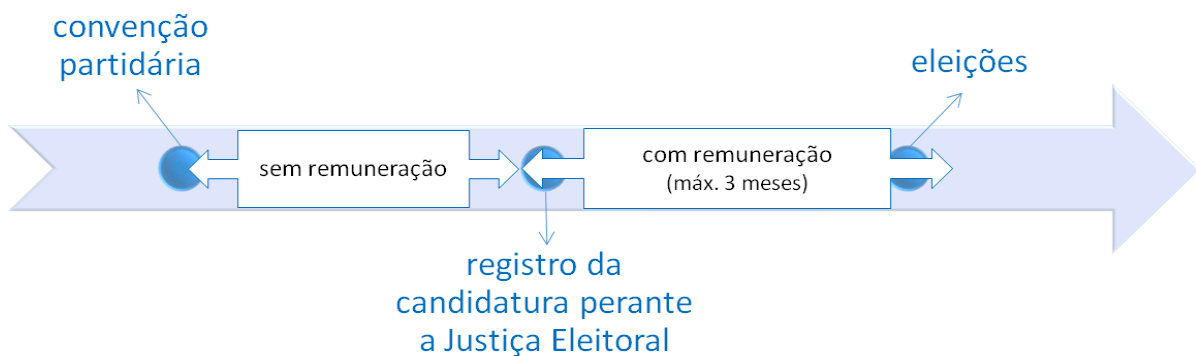 convenção
partidária
eleições
sem remuneração
com remuneração
(máx. 3 meses)
registro da
candidatura perante
a Justiça Eleitoral